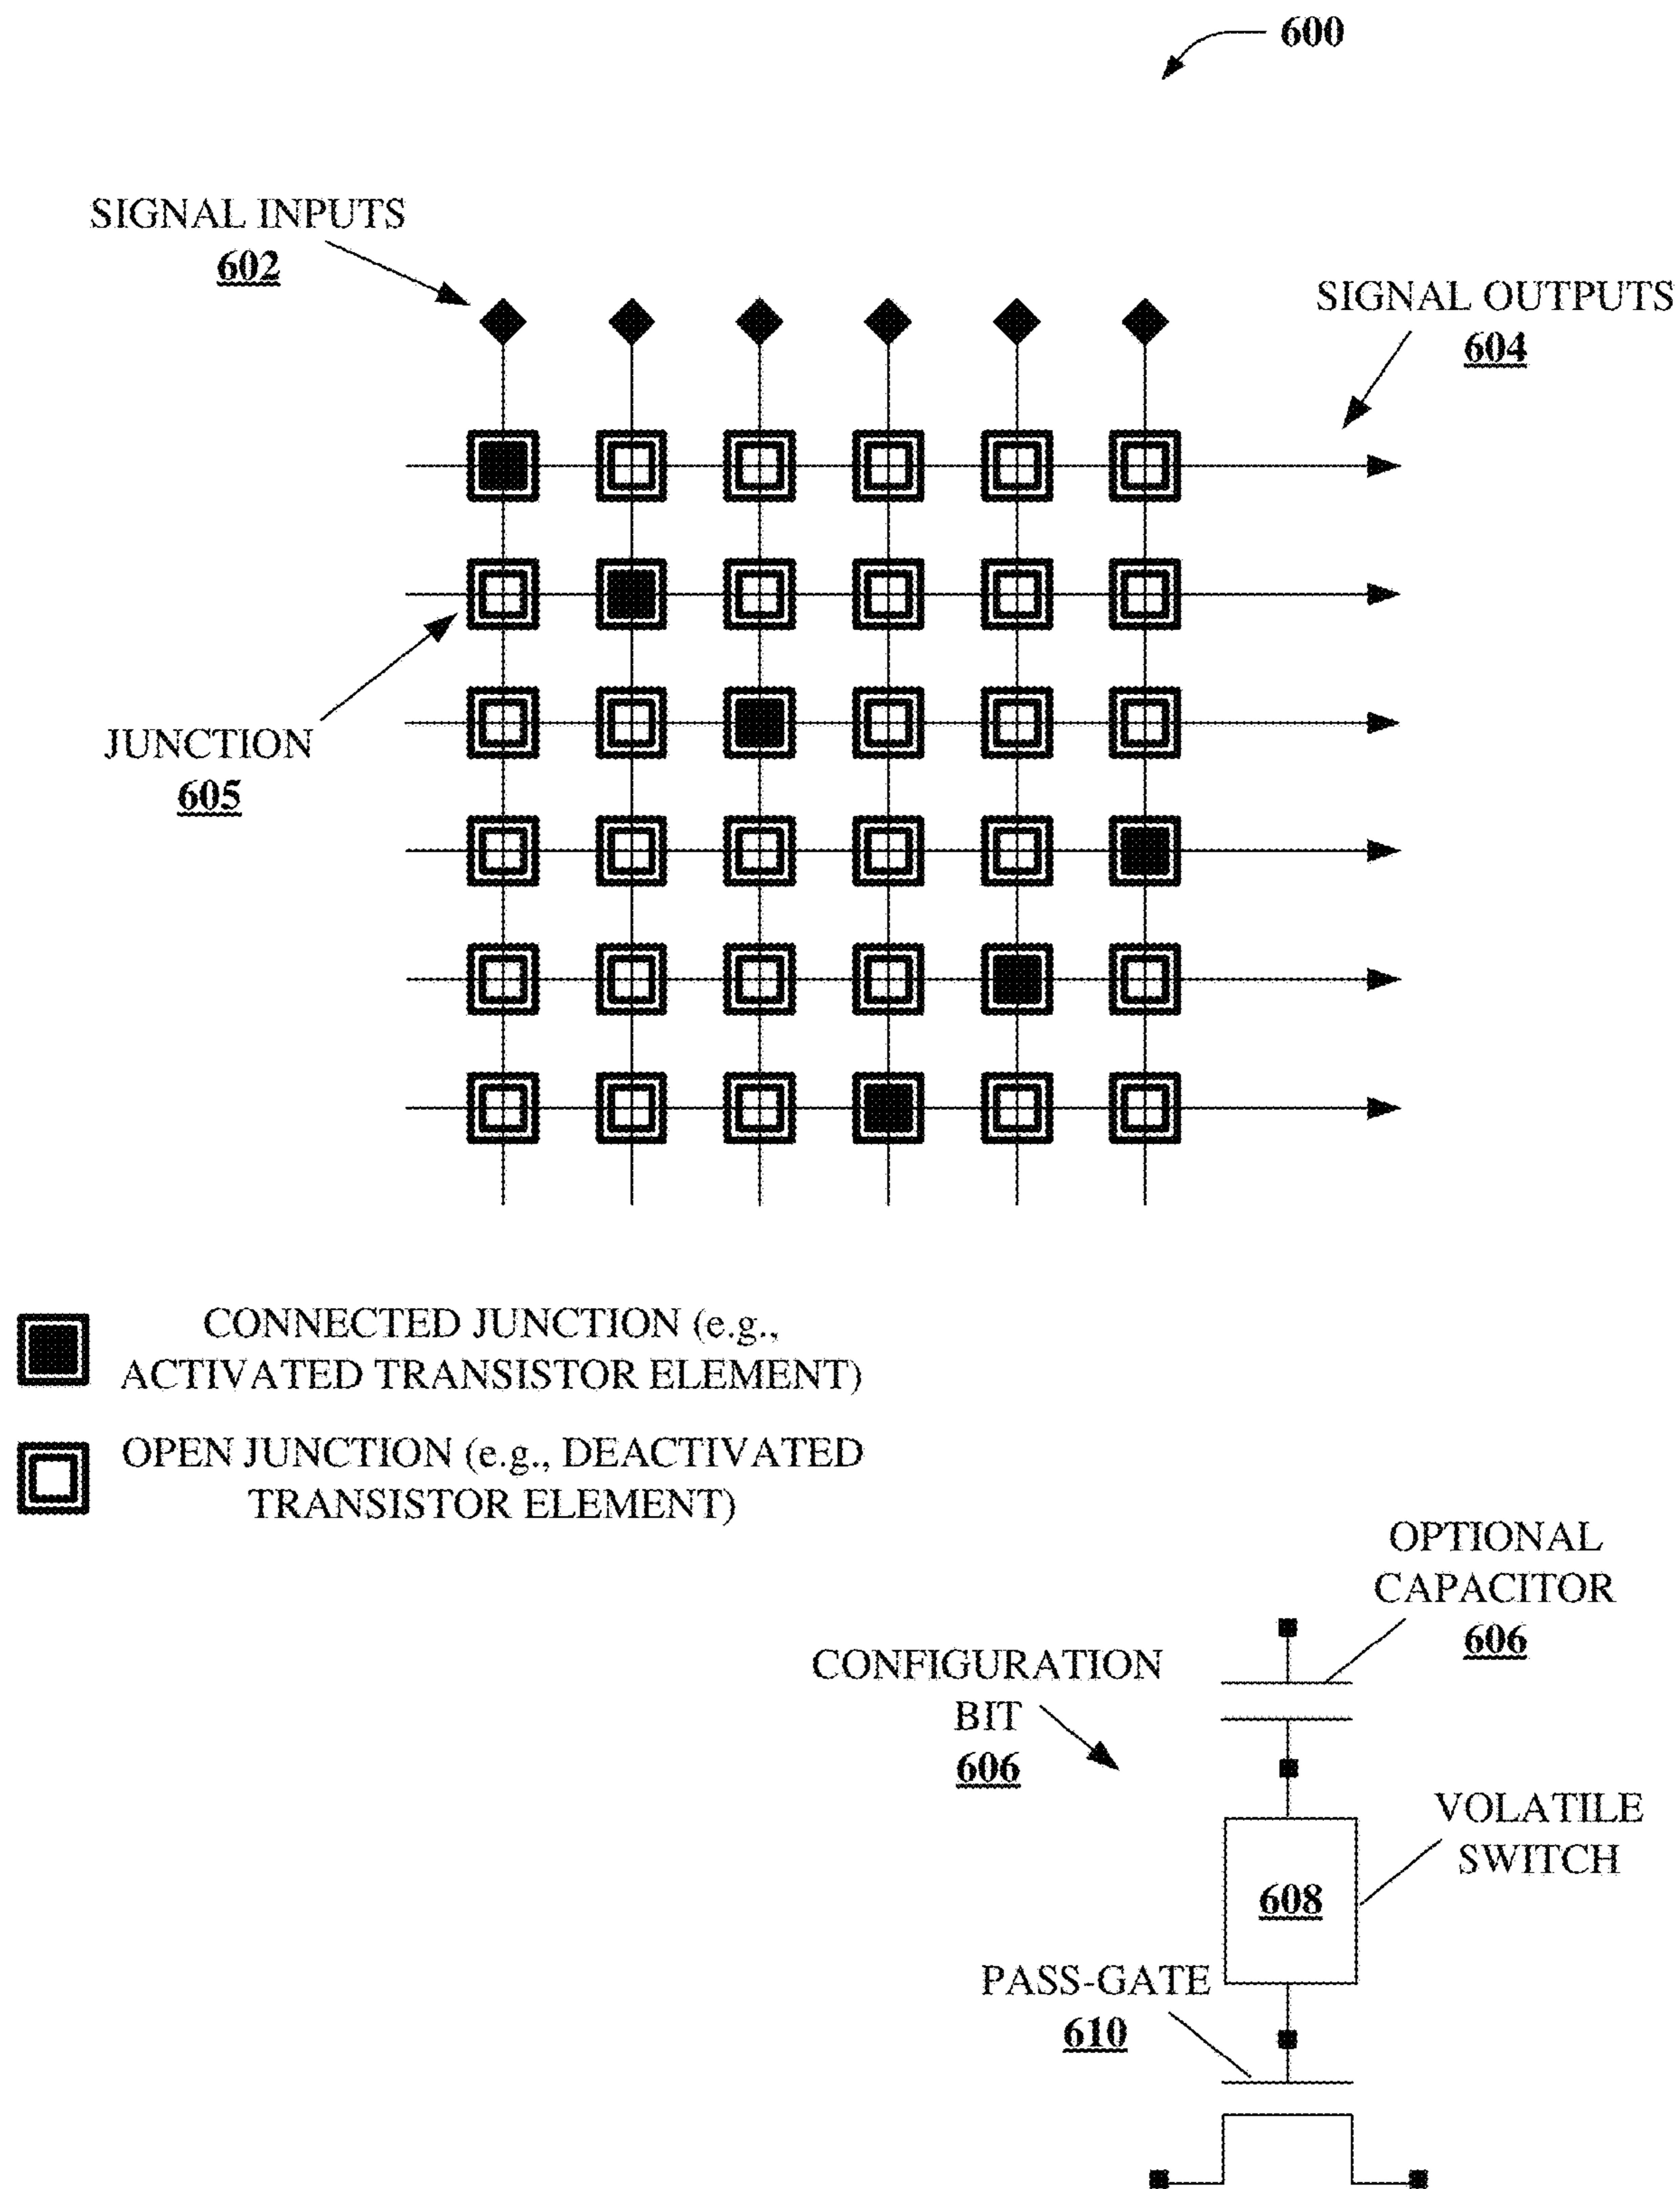 600
SIGNAL INPUTS
602
SIGNAL OUTPUTS
604
JUNCTION
605
CONNECTED JUNCTION (e.g.,
ACTIVATED TRANSISTOR ELEMENT)
OPEN JUNCTION (e.g., DEACTIVATED
TRANSISTOR ELEMENT)
OPTIONAL
CAPACITOR
606
CONFIGURATION
BIT
606
VOLATILE
SWITCH
608
PASS-GATE
610